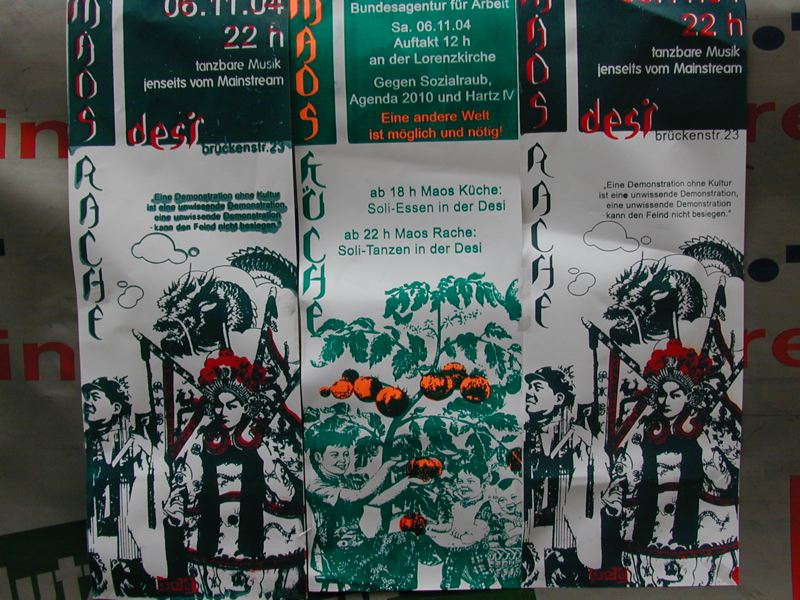 MAOS RACHE
06.11.04
22 h
tanzbare Musik
jenseits vom Mainstream
desi
brückenstr.23
„Eine Demonstration ohne Kultur
ist eine unwissende Demonstration,
eine unwissende Demonstration
- kann den Feind nicht besiegen."
MAOS KÜCHE
Bundesagentur für Arbeit
Sa. 06.11.04
Auftakt 12 h
an der Lorenzkirche
Gegen Sozialraub,
Agenda 2010 und Hartz IV
Eine andere Welt
ist möglich und nötig!
ab 18 h Maos Küche:
Soli-Essen in der Desi
ab 22 h Maos Rache:
Soli-Tanzen in der Desi
MAOS RACHE
22 h
tanzbare Musik
jenseits vom Mainstream
desi
brückenstr.23
„Eine Demonstration ohne Kultur
ist eine unwissende Demonstration,
eine unwissende Demonstration
- kann den Feind nicht besiegen."